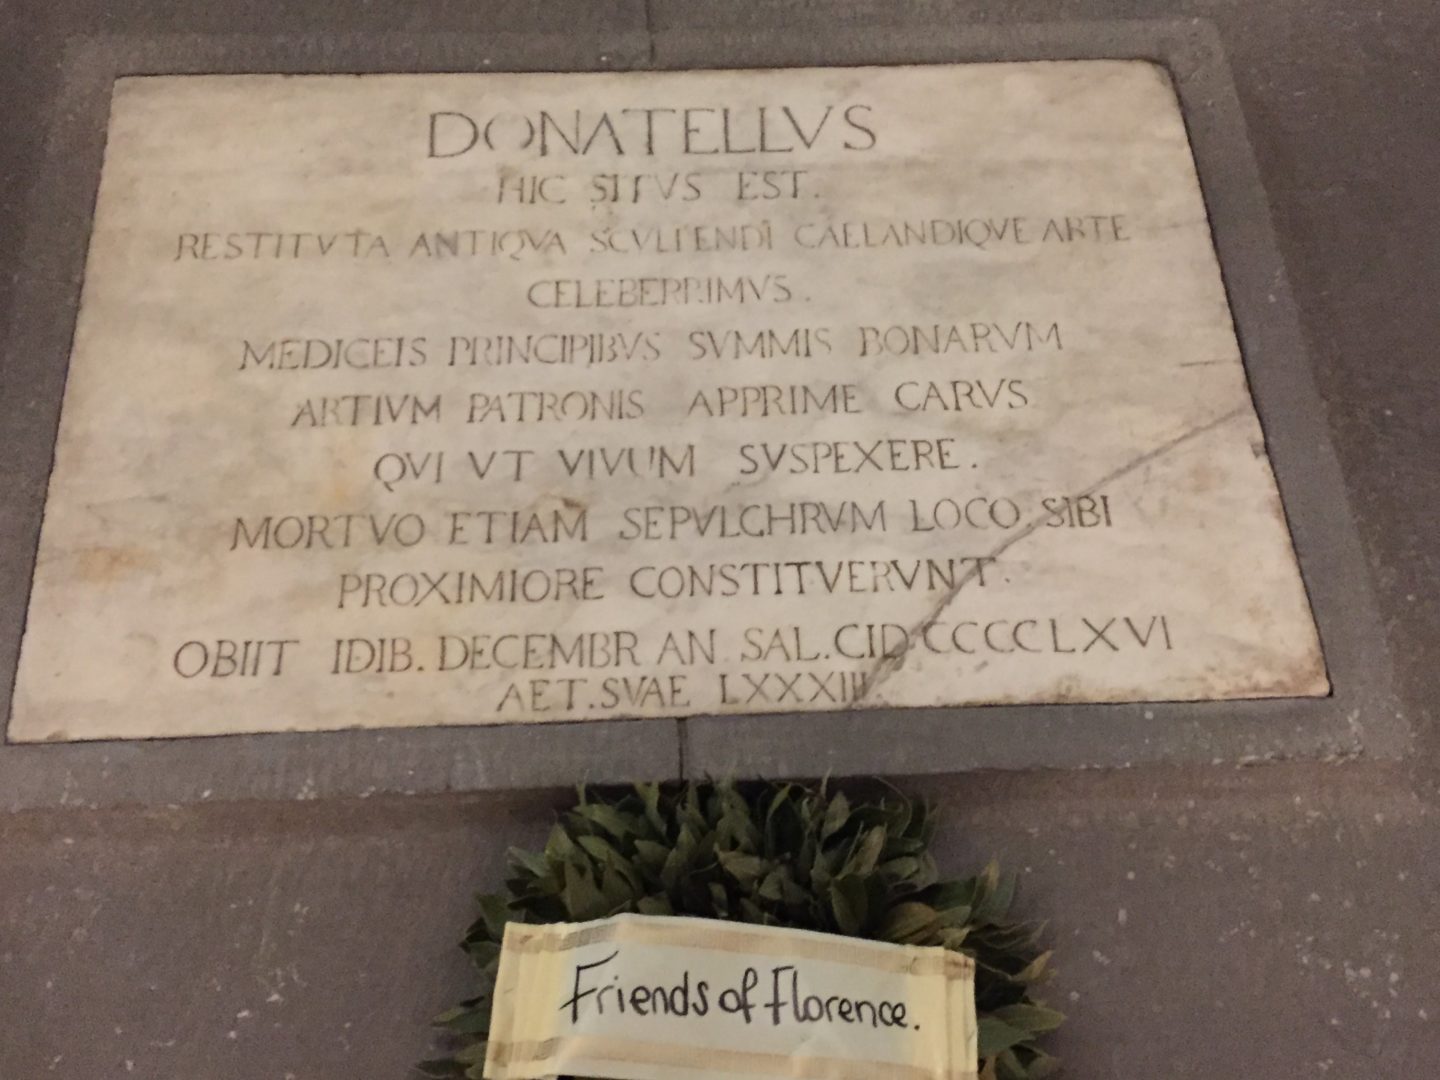 DONATELLVS
HIC SITVS EST.
RESTITVTA ANTIQVA SCVLPENDI CAELANDIQVE ARTE
CELEBERRIMVS.
MEDICEIS PRINCIPIBVS SVMMIS BONARVM
ARTIVM PATRONIS APPRIME CARVS
QVI VT VIVUM SVSPEXERE.
MORTVO ETIAM SEPVLCHRVM LOCO SIBI
PROXIMIORE CONSTITVERVNT.
OBIIT IDIB. DECEMBR AN SAL. CIƆ CCCCLXVI
AET. SVAE LXXXIII.
Friends of Florence.